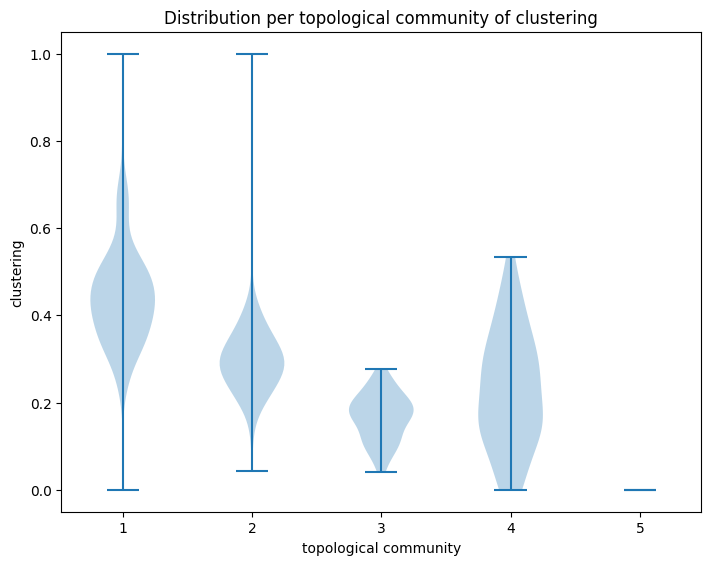 Distribution per topological community of clustering
clustering
1.0
0.8
0.6
0.4
0.2
0.0
1 2 3 4 5
topological community